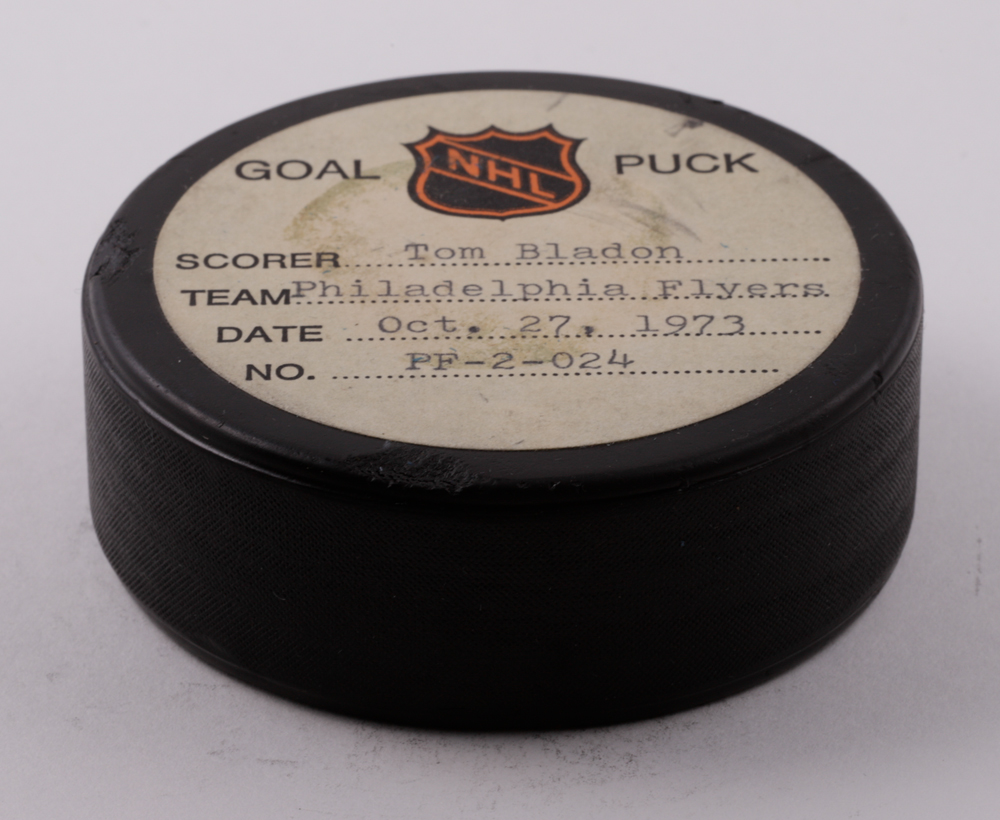 GOAL NHL PUCK
SCORER Tom Bladon
TEAM Philadelphia Flyers
DATE Oct. 27, 1973
NO. PF-2-024